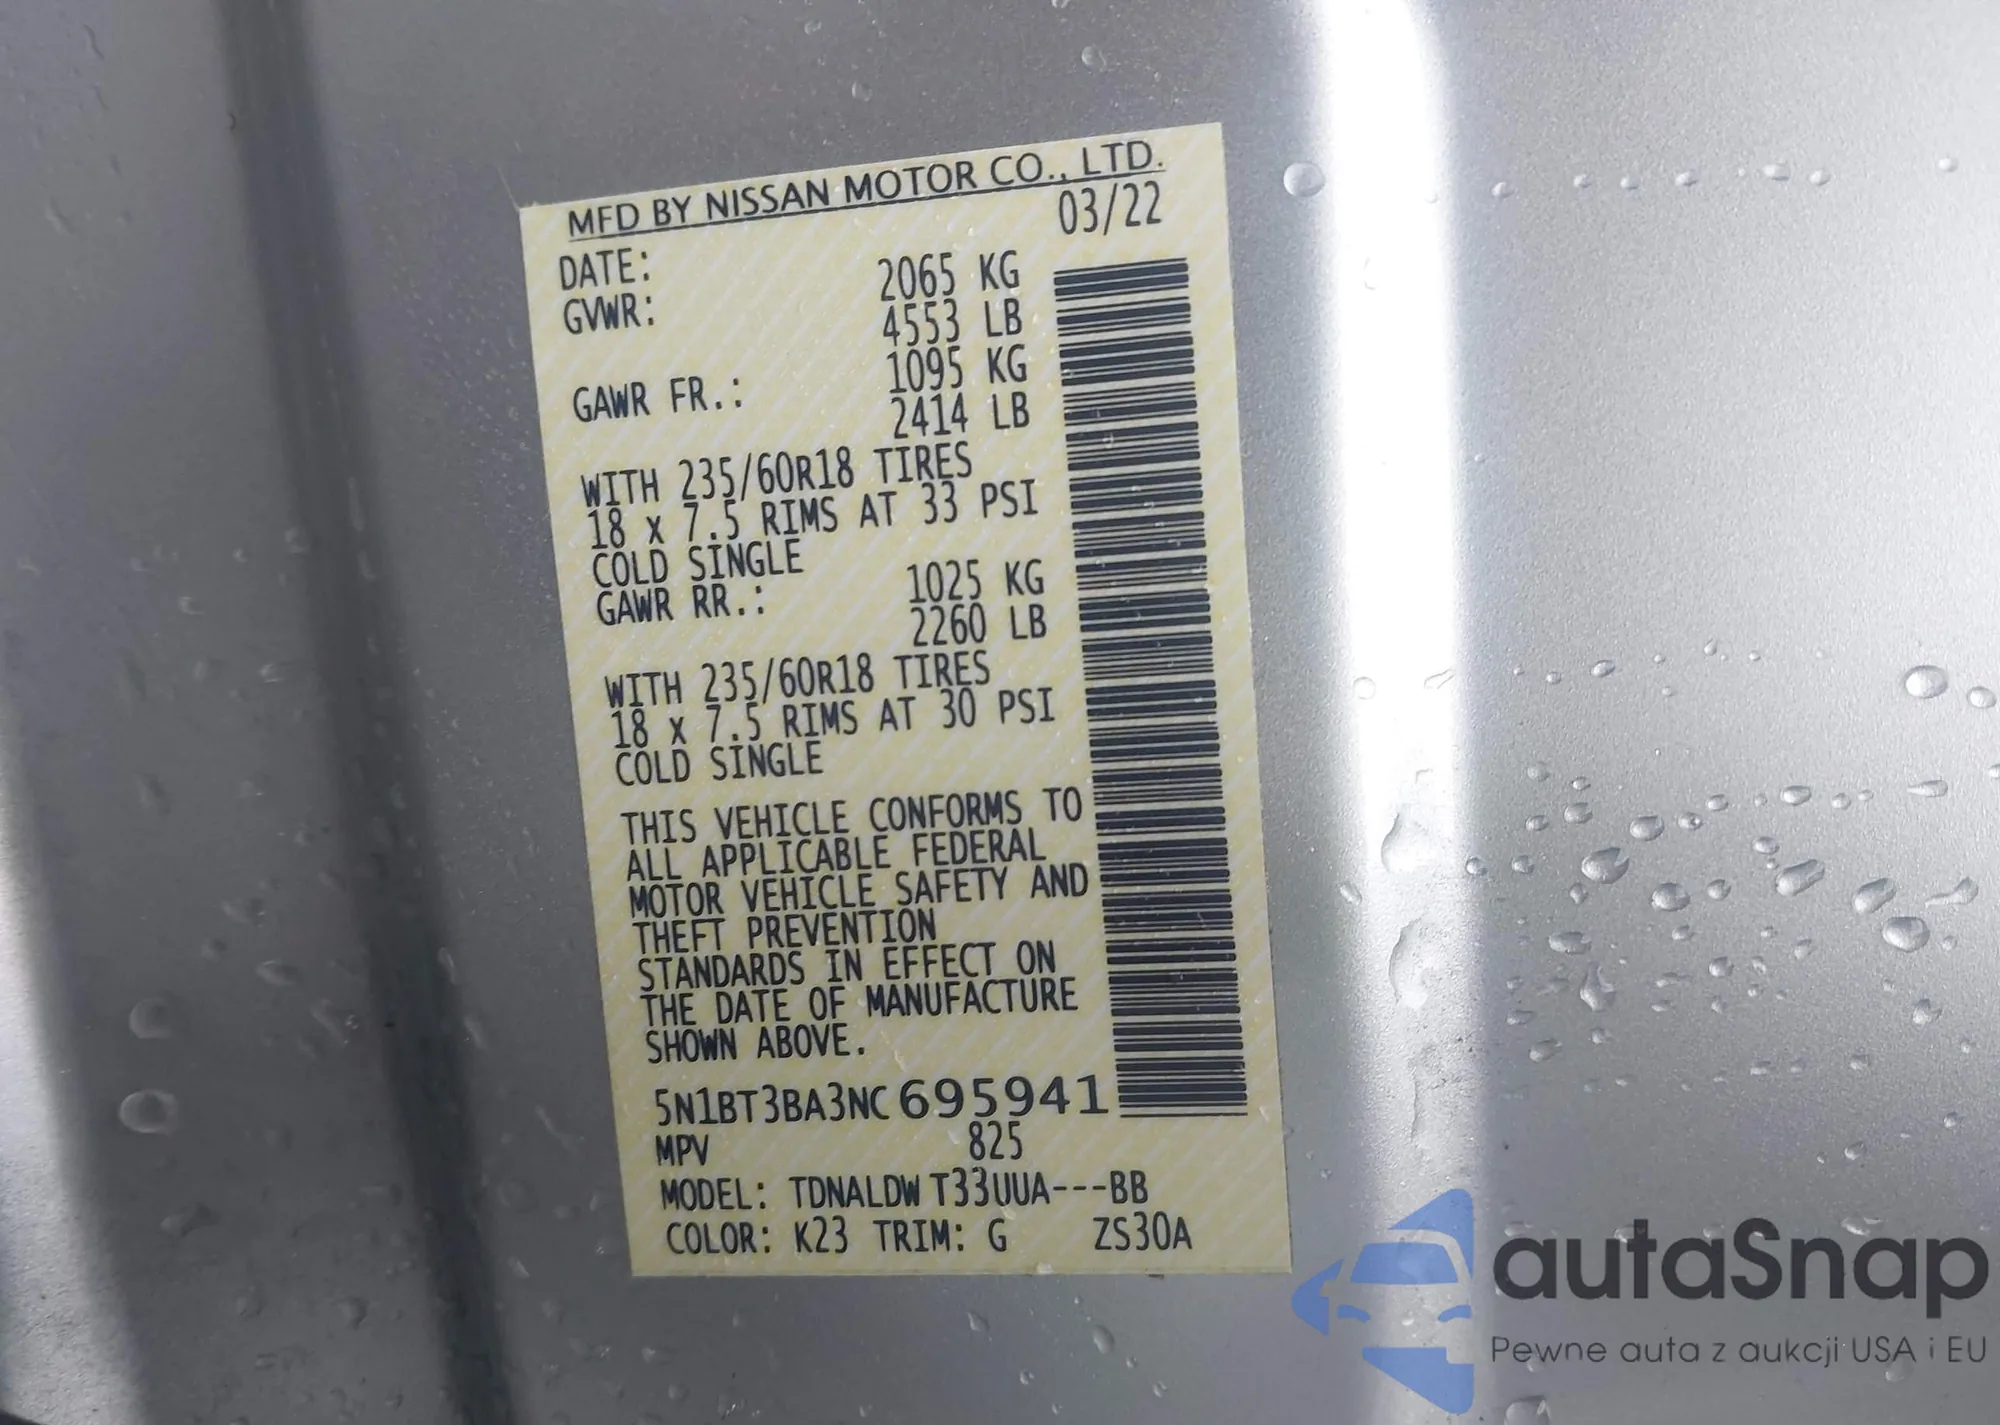 MFD BY NISSAN MOTOR CO., LTD.
DATE: 03/22
GVWR: 2065 KG
4553 LB
GAWR FR.: 1095 KG
2414 LB
WITH 235/60R18 TIRES
18 x 7.5 RIMS AT 33 PSI
COLD SINGLE
GAWR RR.: 1025 KG
2260 LB
WITH 235/60R18 TIRES
18 x 7.5 RIMS AT 30 PSI
COLD SINGLE
THIS VEHICLE CONFORMS TO
ALL APPLICABLE FEDERAL
MOTOR VEHICLE SAFETY AND
THEFT PREVENTION
STANDARDS IN EFFECT ON
THE DATE OF MANUFACTURE
SHOWN ABOVE.
5N1BT3BA3NC695941
MPV 825
MODEL: TDNALDW T33UUA---BB
COLOR: K23 TRIM: G ZS30A
autaSnap
Pewne auta z aukcji USA i EU